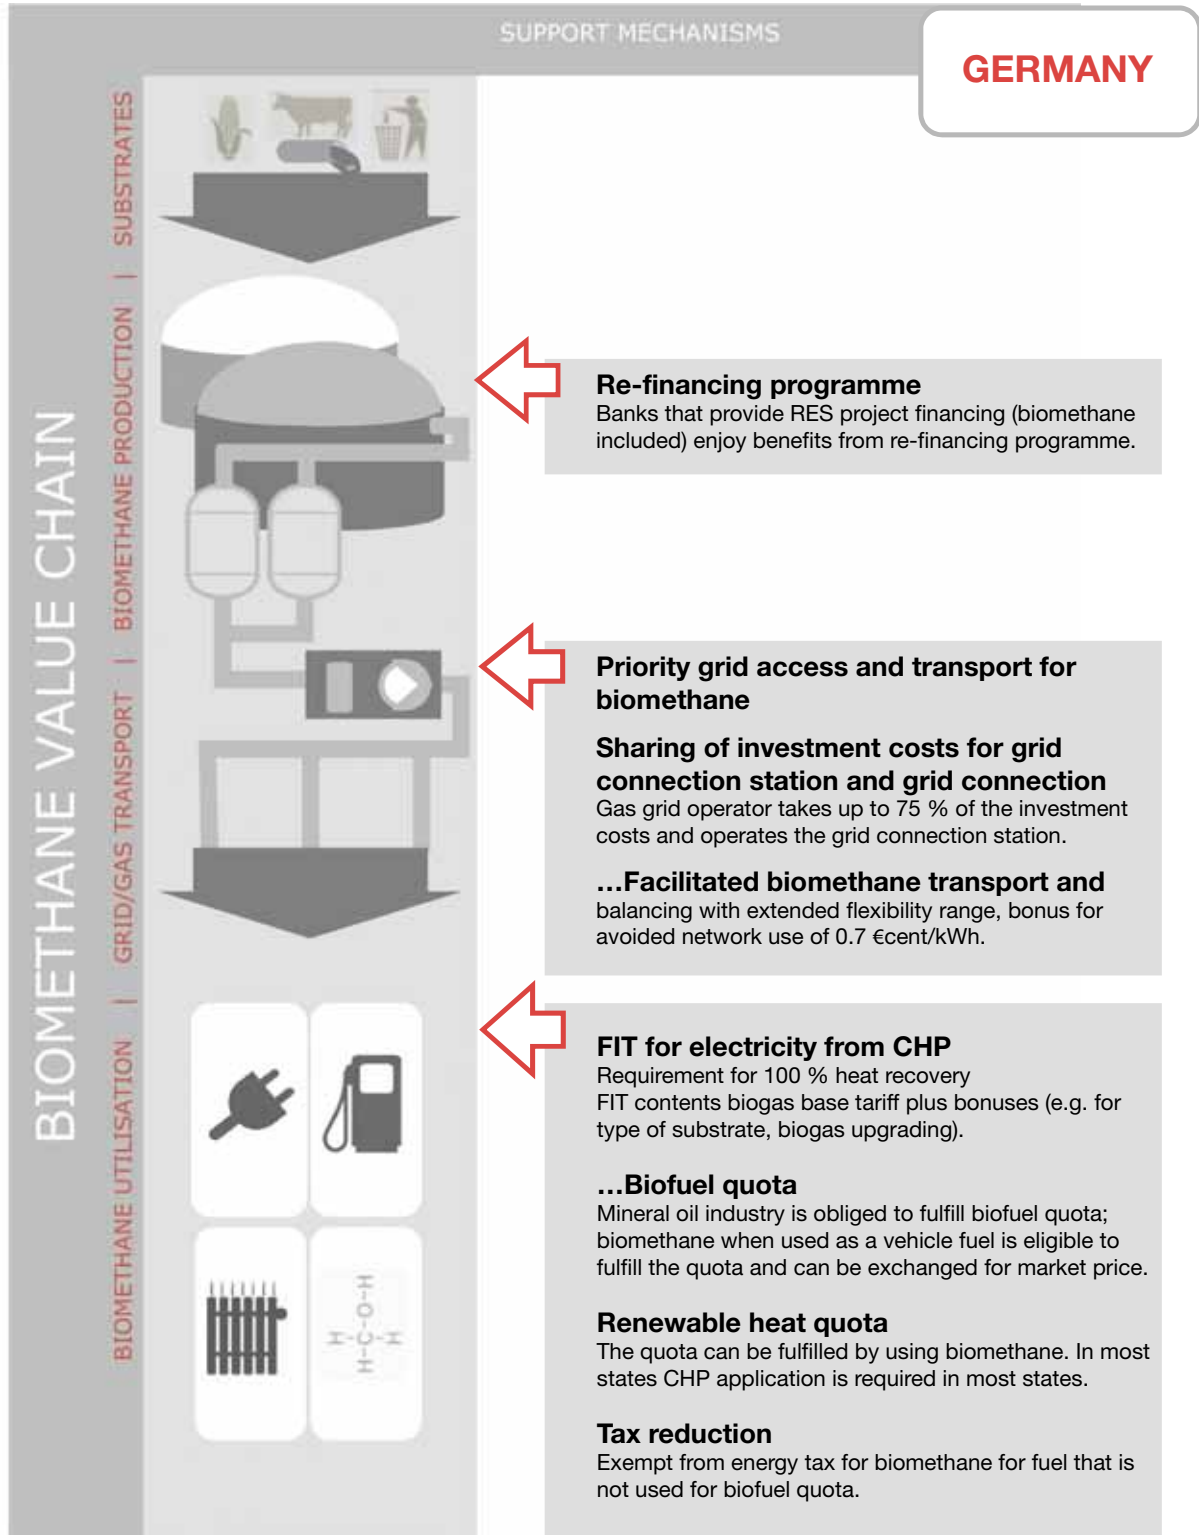 SUPPORT MECHANISMS
GERMANY
BIOMETHANE VALUE CHAIN
BIOMETHANE UTILISATION | GRID/GAS TRANSPORT | BIOMETHANE PRODUCTION | SUBSTRATES
Re-financing programme
Banks that provide RES project financing (biomethane
included) enjoy benefits from re-financing programme.
Priority grid access and transport for
biomethane
Sharing of investment costs for grid
connection station and grid connection
Gas grid operator takes up to 75 % of the investment
costs and operates the grid connection station.
…Facilitated biomethane transport and
balancing with extended flexibility range, bonus for
avoided network use of 0.7 €cent/kWh.
FIT for electricity from CHP
Requirement for 100 % heat recovery
FIT contents biogas base tariff plus bonuses (e.g. for
type of substrate, biogas upgrading).
…Biofuel quota
Mineral oil industry is obliged to fulfill biofuel quota;
biomethane when used as a vehicle fuel is eligible to
fulfill the quota and can be exchanged for market price.
Renewable heat quota
The quota can be fulfilled by using biomethane. In most
states CHP application is required in most states.
Tax reduction
Exempt from energy tax for biomethane for fuel that is
not used for biofuel quota.
H
H-C-O-H
H